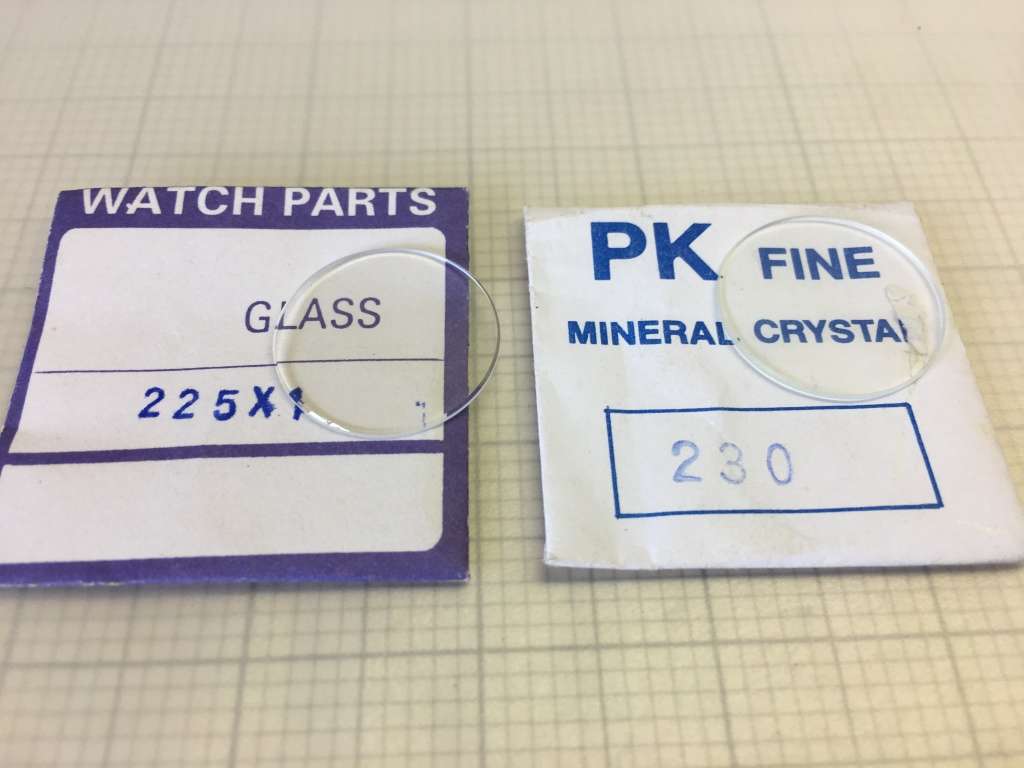 WATCH PARTS
GLASS
225X1
PK FINE
MINERAL CRYSTAL
230